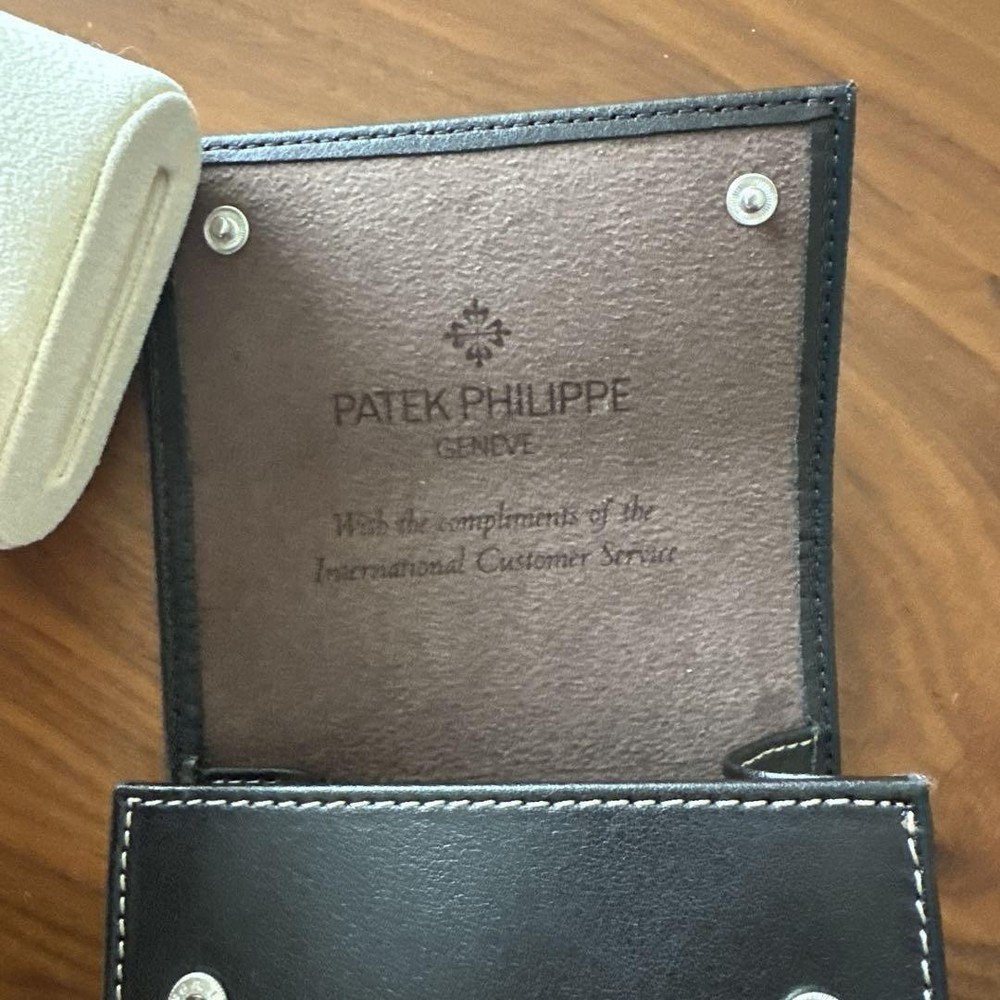 PATEK PHILIPPE
GENEVE
With the compliments of the
International Customer Service